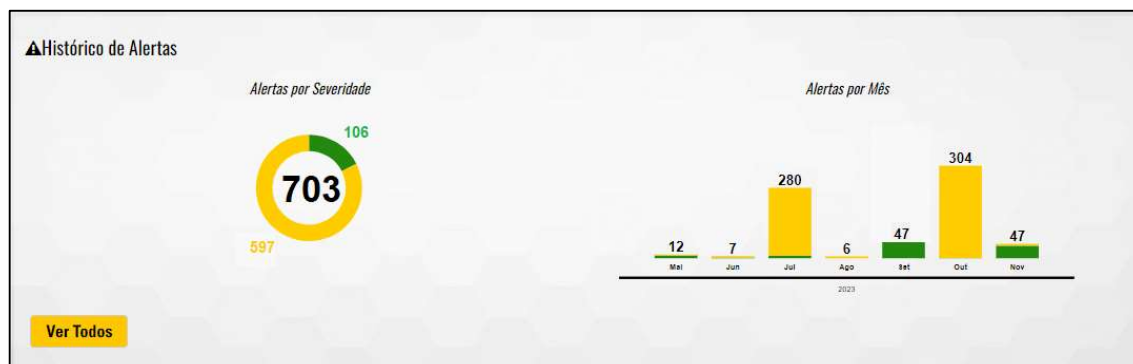 Histórico de Alertas
Alertas por Severidade
106
703
597
Alertas por Mês
12
7
280
6
47
304
47
Mai
Jun
Jul
Ago
Set
Out
Nov
2023
Ver Todos